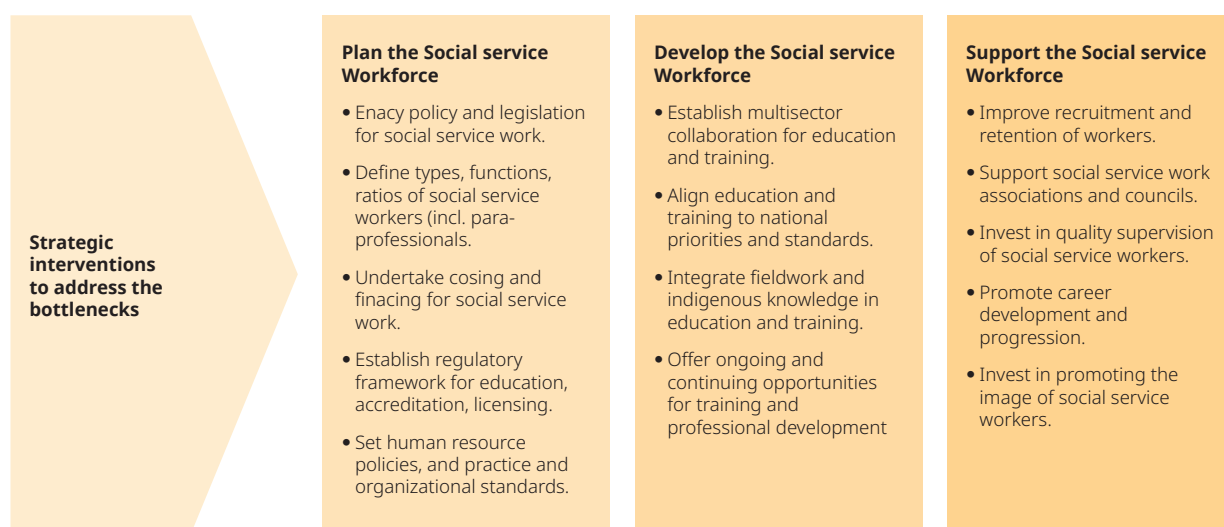 Strategic
interventions
to address the
bottlenecks
Plan the Social service
Workforce
• Enacy policy and legislation
for social service work.
• Define types, functions,
ratios of social service
workers (incl. para-
professionals.
• Undertake cosing and
finacing for social service
work.
• Establish regulatory
framework for education,
accreditation, licensing.
• Set human resource
policies, and practice and
organizational standards.
Develop the Social service
Workforce
• Establish multisector
collaboration for education
and training.
• Align education and
training to national
priorities and standards.
• Integrate fieldwork and
indigenous knowledge in
education and training.
• Offer ongoing and
continuing opportunities
for training and
professional development
Support the Social service
Workforce
• Improve recruitment and
retention of workers.
• Support social service work
associations and councils.
• Invest in quality supervision
of social service workers.
• Promote career
development and
progression.
• Invest in promoting the
image of social service
workers.